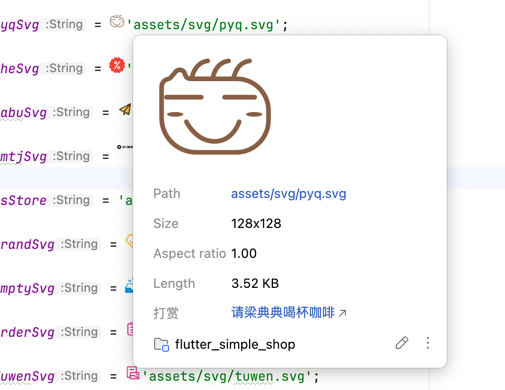 yqSvg :String = 'assets/svg/pyq.svg';
heSvg :String = '
abuSvg :String =
mtjSvg :String =
sStore :String = 'a
randSvg :String =
mptySvg :String =
rderSvg :String =
uwenSvg :String = 'assets/svg/tuwen.svg';
Path assets/svg/pyq.svg
Size 128x128
Aspect ratio 1.00
Length 3.52 KB
打赏 请梁典典喝杯咖啡
flutter_simple_shop